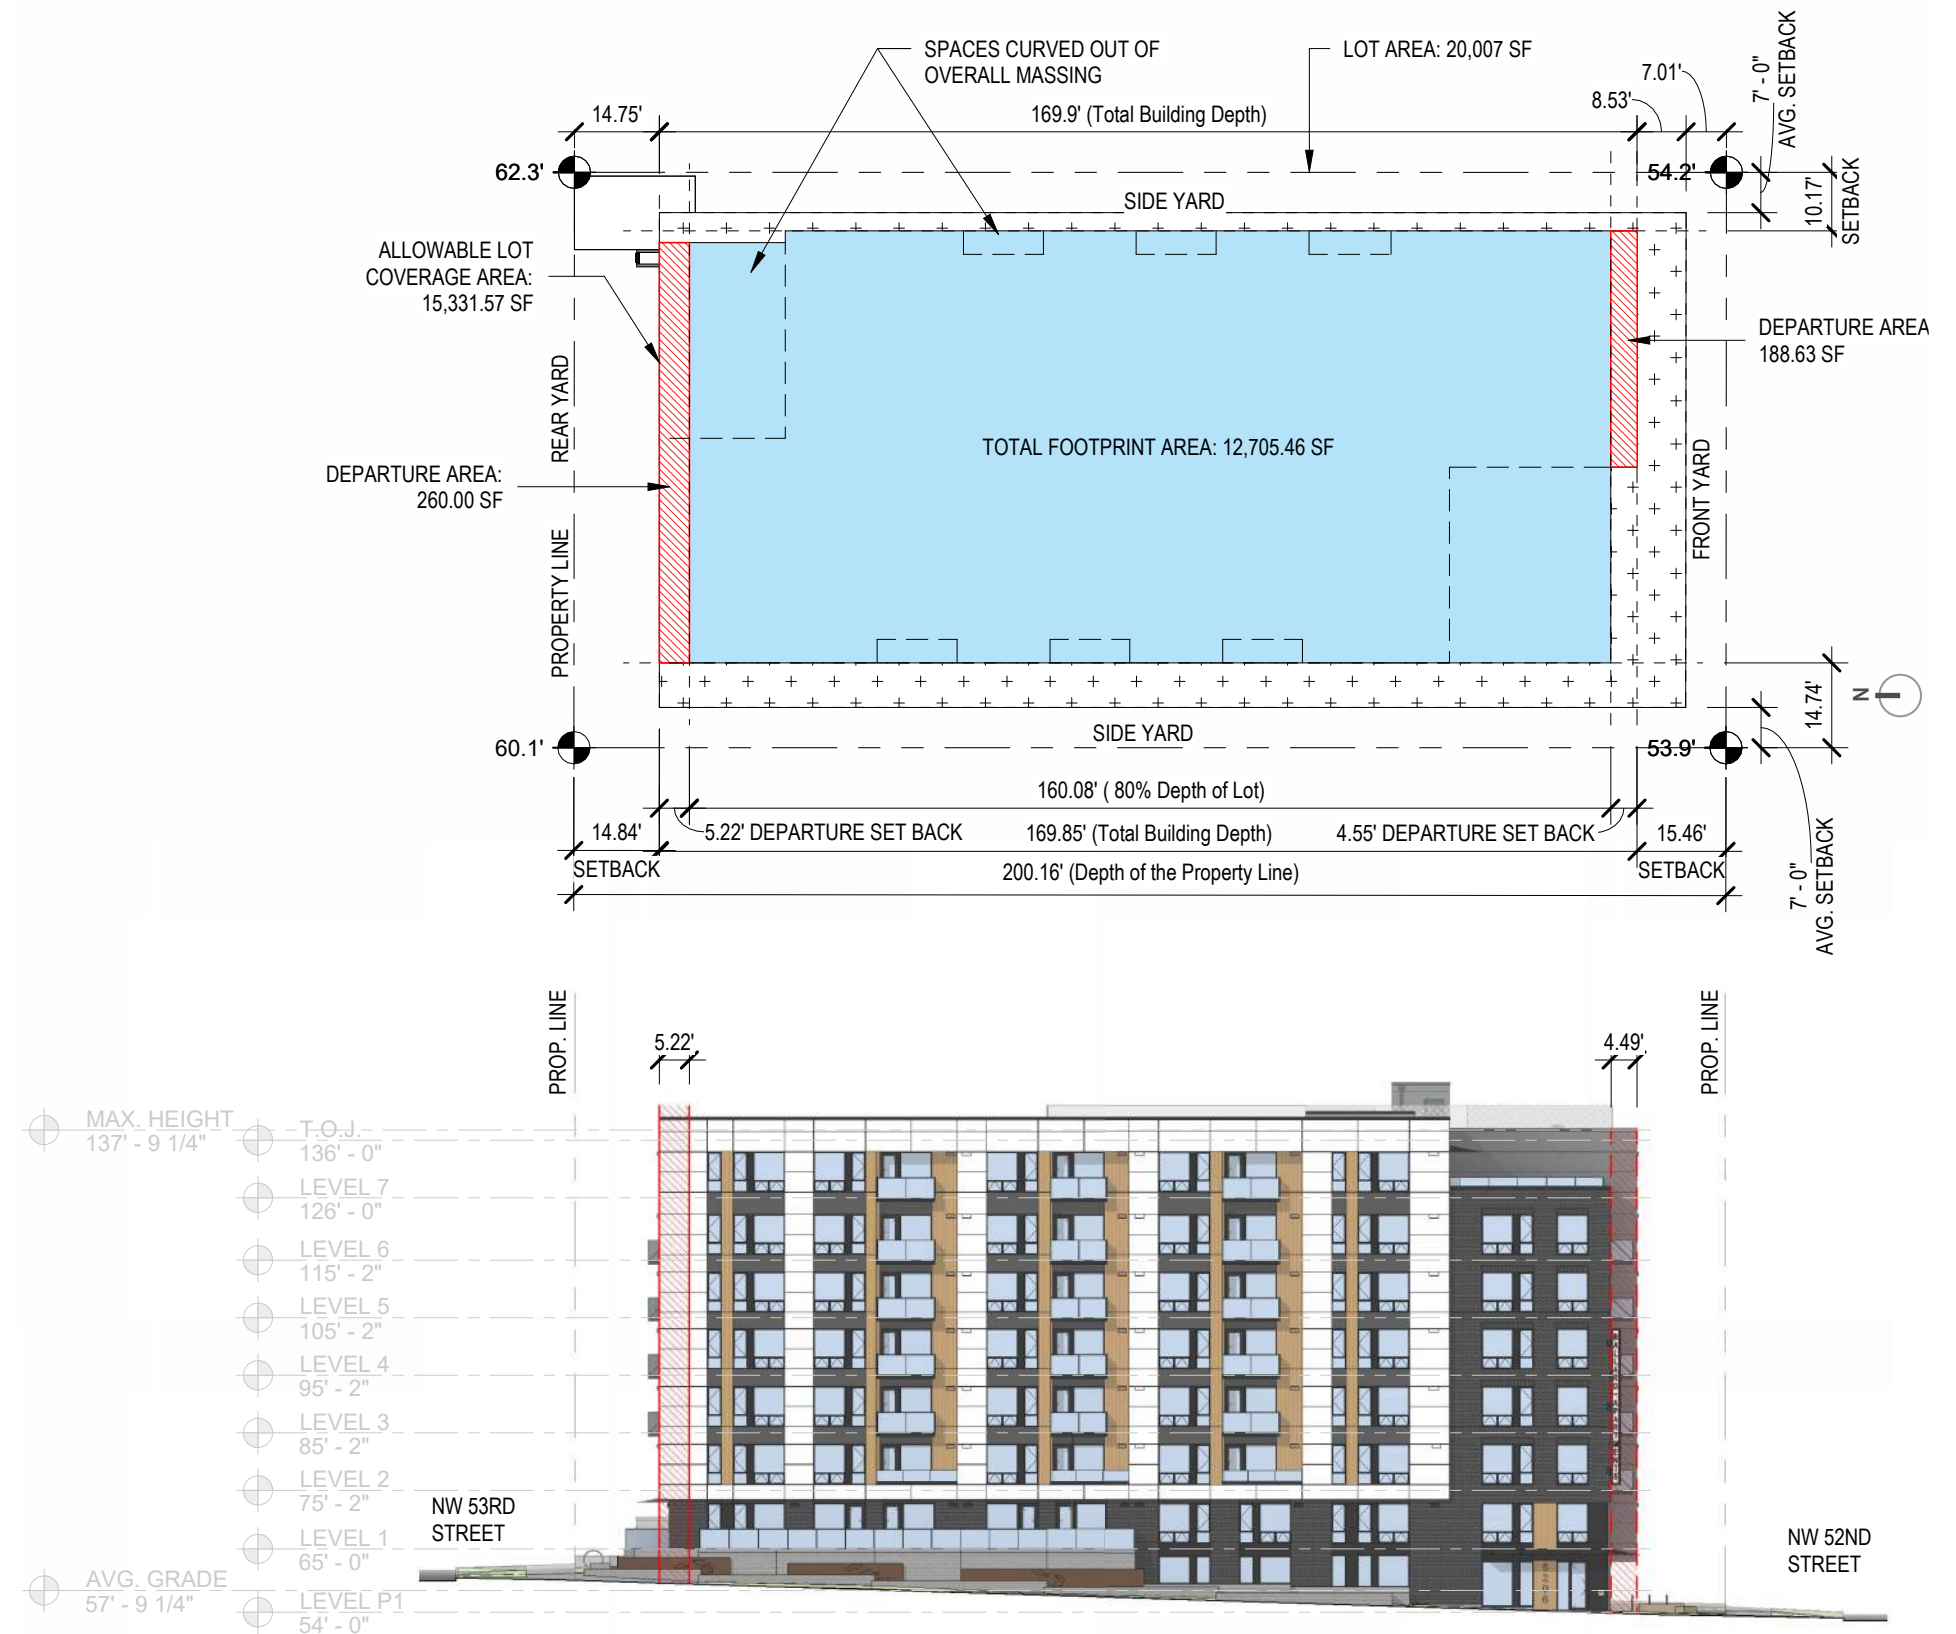 SPACES CURVED OUT OF
OVERALL MASSING
LOT AREA: 20,007 SF
7.01'
7' - 0"
AVG. SETBACK
8.53'
14.75'
169.9' (Total Building Depth)
62.3'
54.2'
10.17'
SETBACK
SIDE YARD
ALLOWABLE LOT
COVERAGE AREA:
15,331.57 SF
DEPARTURE AREA
188.63 SF
REAR YARD
TOTAL FOOTPRINT AREA: 12,705.46 SF
DEPARTURE AREA:
260.00 SF
FRONT YARD
PROPERTY LINE
14.74'
N
60.1'
SIDE YARD
53.9'
160.08' ( 80% Depth of Lot)
14.84'
5.22' DEPARTURE SET BACK
169.85' (Total Building Depth)
4.55' DEPARTURE SET BACK
15.46'
SETBACK
200.16' (Depth of the Property Line)
SETBACK
7' - 0"
AVG. SETBACK
PROP. LINE
5.22'
4.49'
PROP. LINE
MAX. HEIGHT
137' - 9 1/4"
T.O.J.
136' - 0"
LEVEL 7
126' - 0"
LEVEL 6
115' - 2"
LEVEL 5
105' - 2"
LEVEL 4
95' - 2"
LEVEL 3
85' - 2"
LEVEL 2
75' - 2"
NW 53RD
STREET
LEVEL 1
65' - 0"
NW 52ND
STREET
AVG. GRADE
57' - 9 1/4"
LEVEL P1
54' - 0"